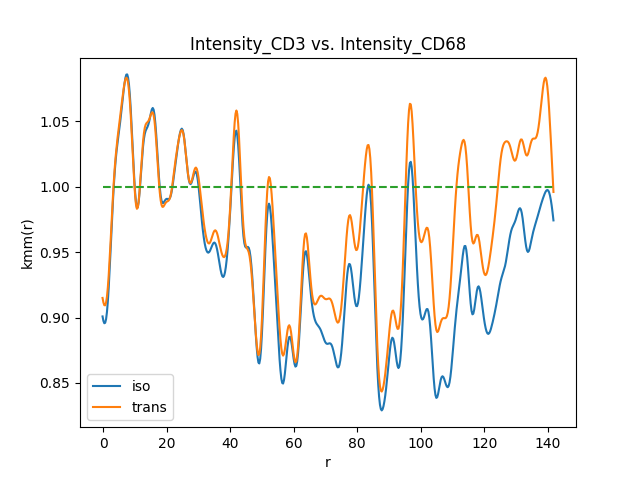 Intensity_CD3 vs. Intensity_CD68
kmm(r)
1.05
1.00
0.95
0.90
0.85
iso
trans
0 20 40 60 80 100 120 140
r